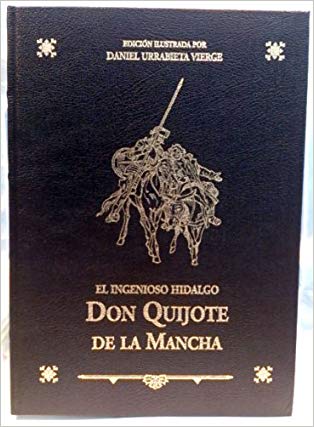 EDICIÓN ILUSTRADA POR
DANIEL URRABIETA VIERGE
EL INGENIOSO HIDALGO
DON QUIJOTE
DE LA MANCHA